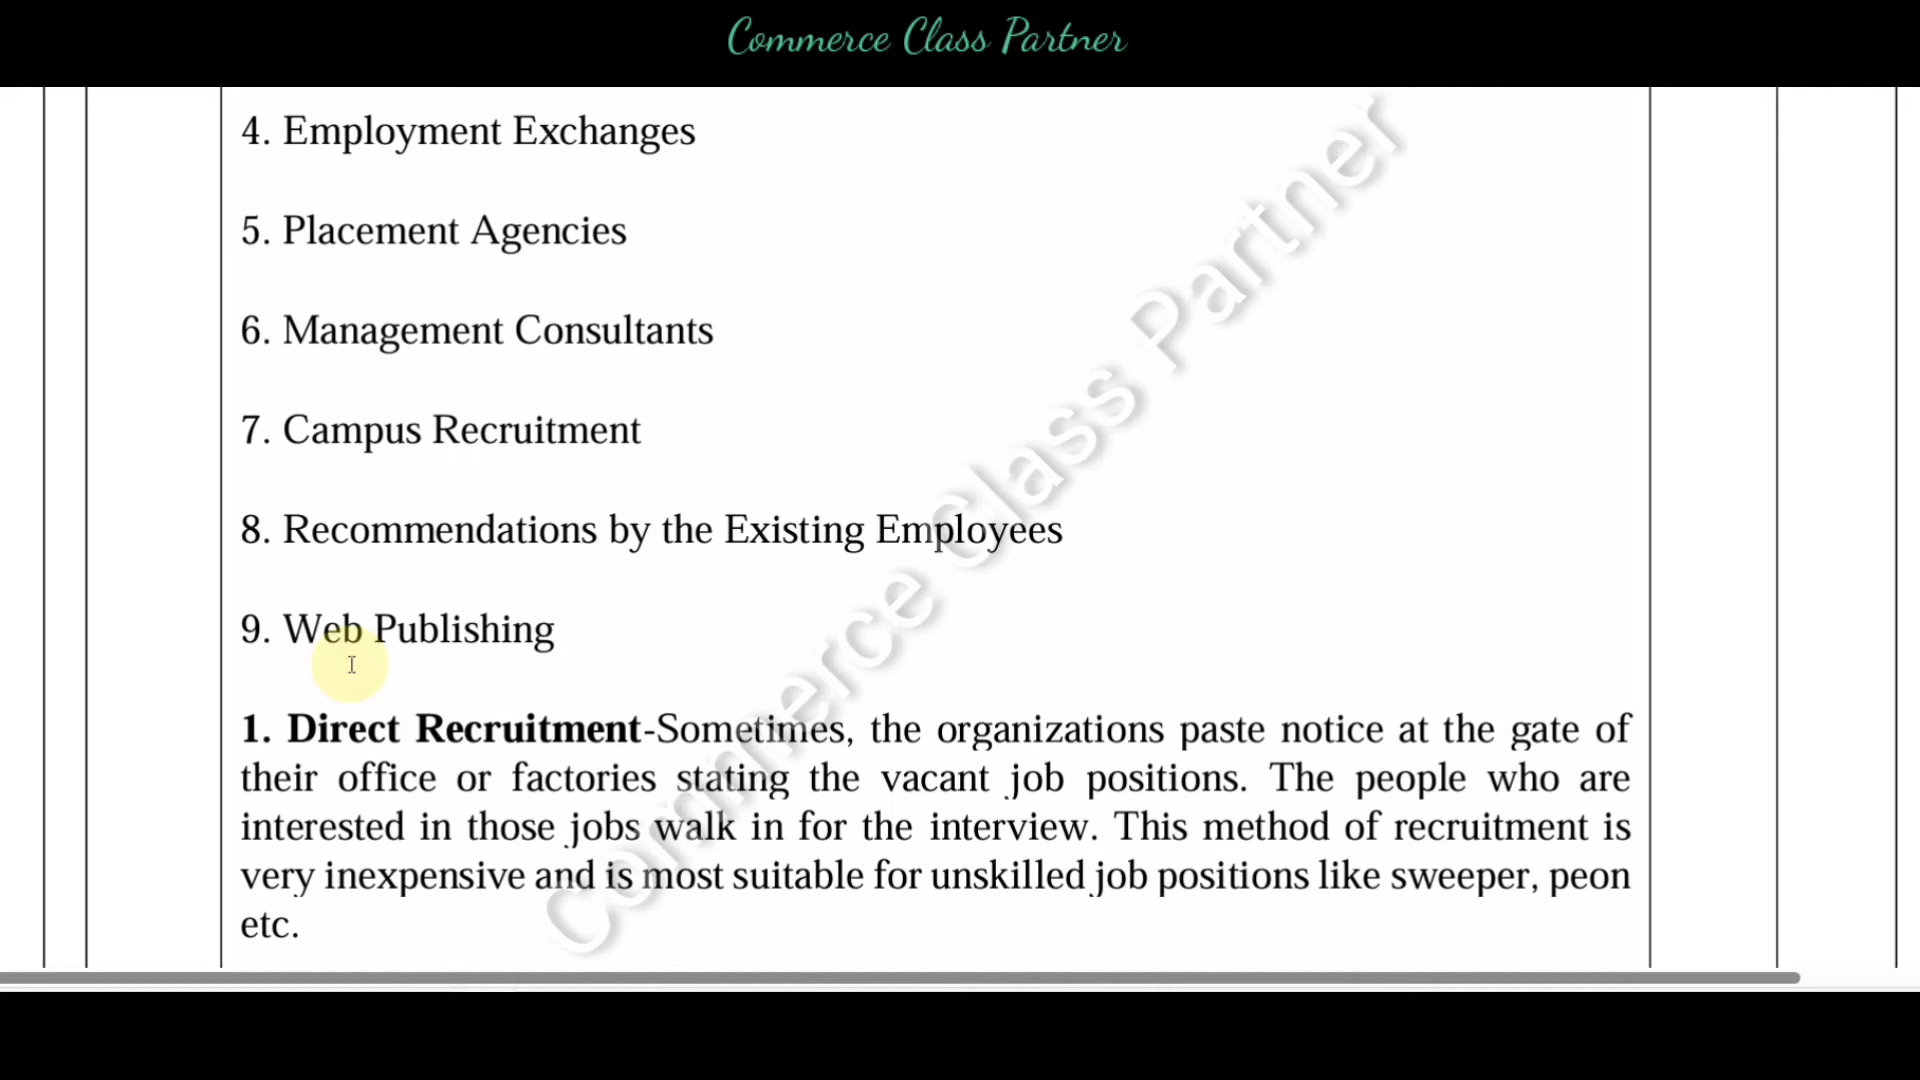 Commerce Class Partner
4. Employment Exchanges
5. Placement Agencies
6. Management Consultants
7. Campus Recruitment
8. Recommendations by the Existing Employees
9. Web Publishing
1. Direct Recruitment-Sometimes, the organizations paste notice at the gate of
their office or factories stating the vacant job positions. The people who are
interested in those jobs walk in for the interview. This method of recruitment is
very inexpensive and is most suitable for unskilled job positions like sweeper, peon
etc.
Commerce Class Partner